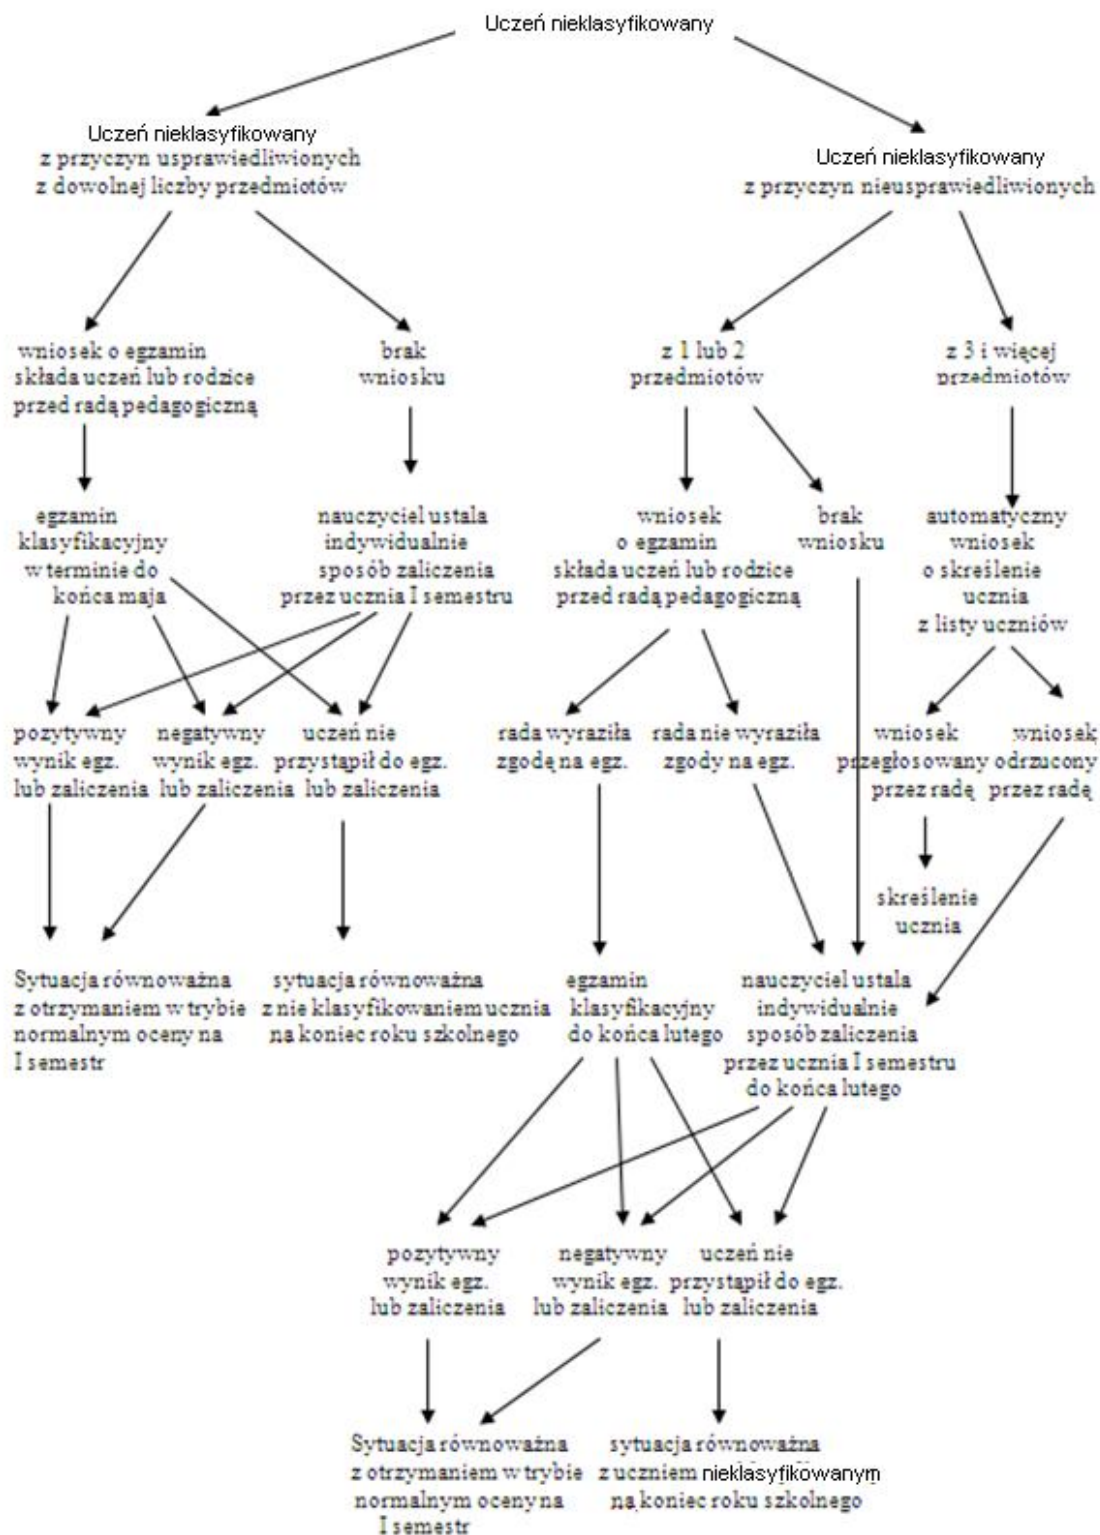 Uczeń nieklasyfikowany
Uczeń nieklasyfikowany
z przyczyn usprawiedliwionych
z dowolnej liczby przedmiotów
Uczeń nieklasyfikowany
z przyczyn nieusprawiedliwionych
wniosek o egzamin
składa uczeń lub rodzice
przed radą pedagogiczną
brak
wniosku
z 1 lub 2
przedmiotów
z 3 i więcej
przedmiotów
egzamin
klasyfikacyjny
w terminie do
końca maja
nauczyciel ustala
indywidualnie
sposób zaliczenia
przez ucznia I semestru
wniosek
o egzamin
składa uczeń lub rodzice
przed radą pedagogiczną
brak
wniosku
automatyczny
wniosek
o skreślenie
ucznia
z listy uczniów
pozytywny
wynik egz.
lub zaliczenia
negatywny
wynik egz.
lub zaliczenia
uczeń nie
przystąpił do egz.
lub zaliczenia
rada wyraziła
zgodę na egz.
rada nie wyraziła
zgody na egz.
wniosek
przegłosowany
przez radę
wniosek
odrzucony
przez radę
skreślenie
ucznia
Sytuacja równoważna
z otrzymaniem w trybie
normalnym oceny na
I semestr
sytuacja równoważna
z nie klasyfikowaniem ucznia
na koniec roku szkolnego
egzamin
klasyfikacyjny
do końca lutego
nauczyciel ustala
indywidualnie
sposób zaliczenia
przez ucznia I semestru
do końca lutego
pozytywny
wynik egz.
lub zaliczenia
negatywny
wynik egz.
lub zaliczenia
uczeń nie
przystąpił do egz.
lub zaliczenia
Sytuacja równoważna
z otrzymaniem w trybie
normalnym oceny na
I semestr
sytuacja równoważna
z uczniem nieklasyfikowanym
na koniec roku szkolnego